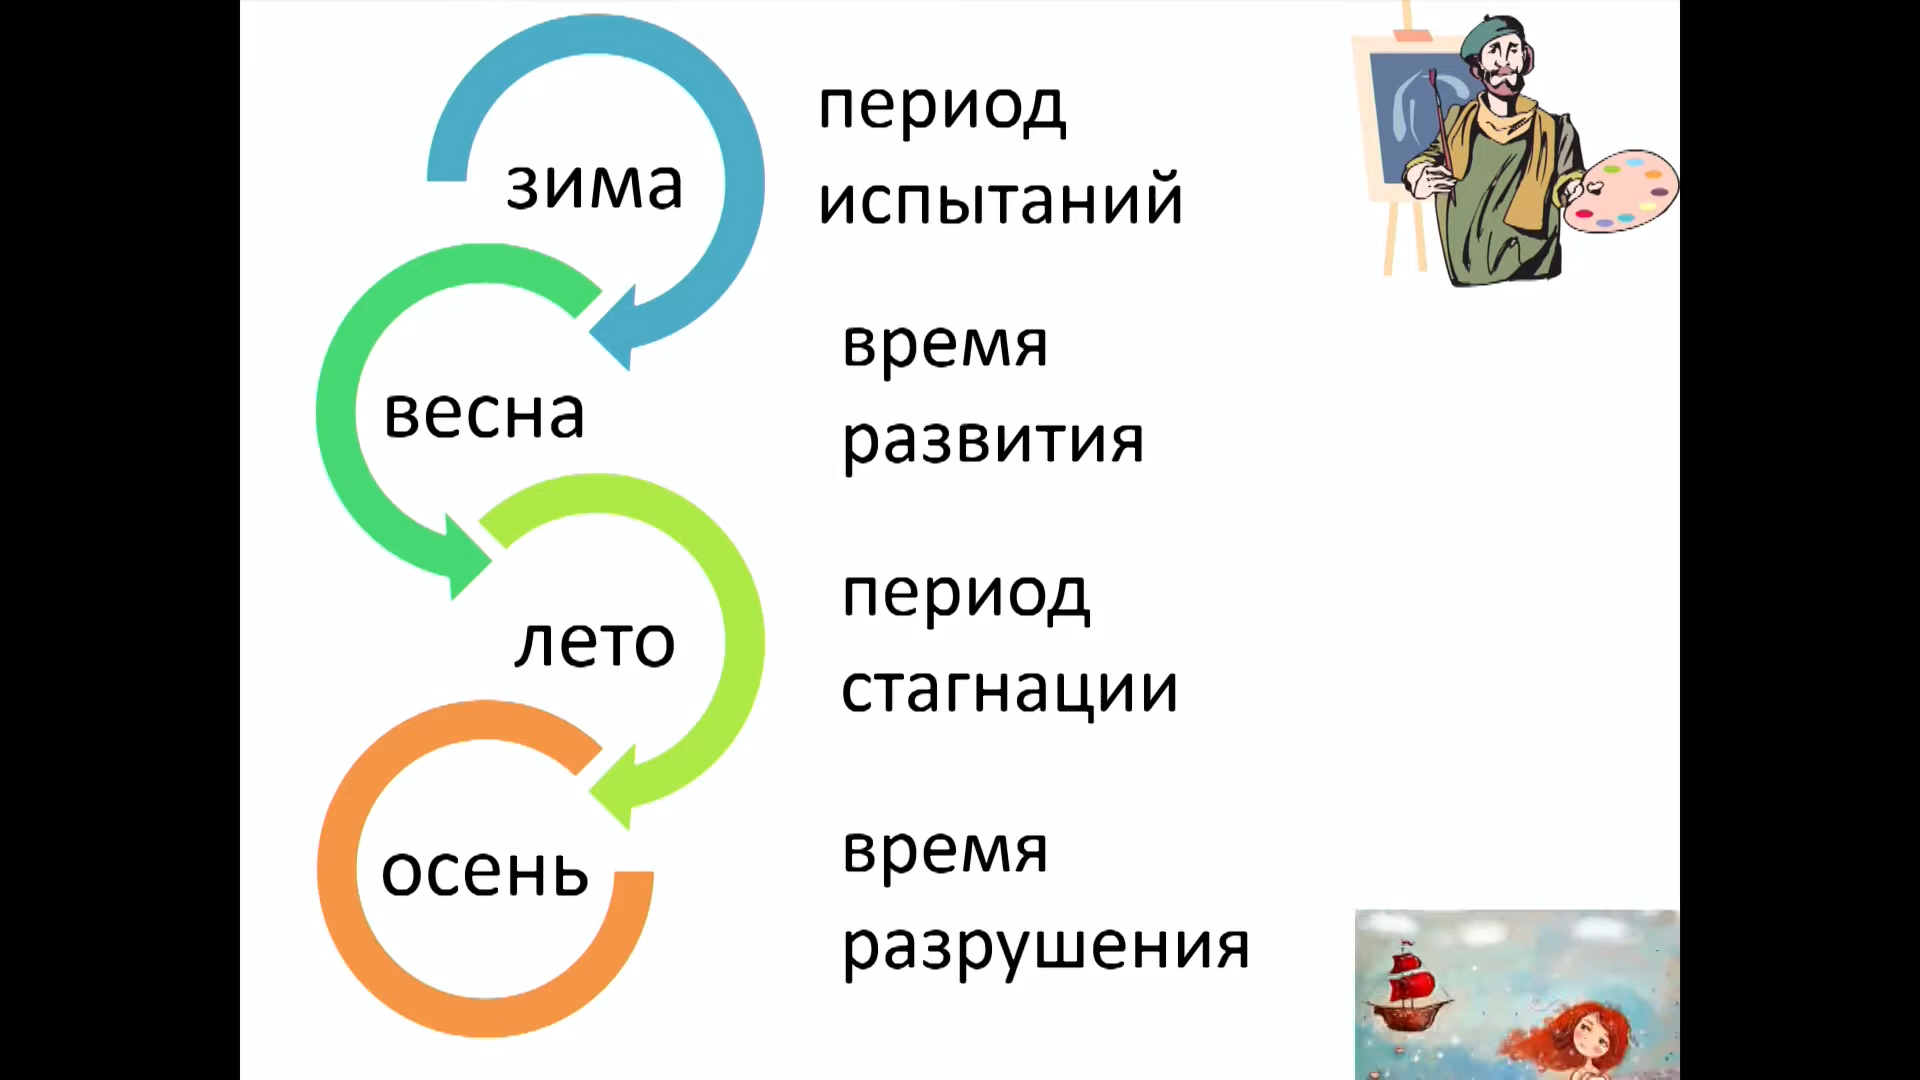 зима
период
испытаний
весна
время
развития
лето
период
стагнации
осень
время
разрушения